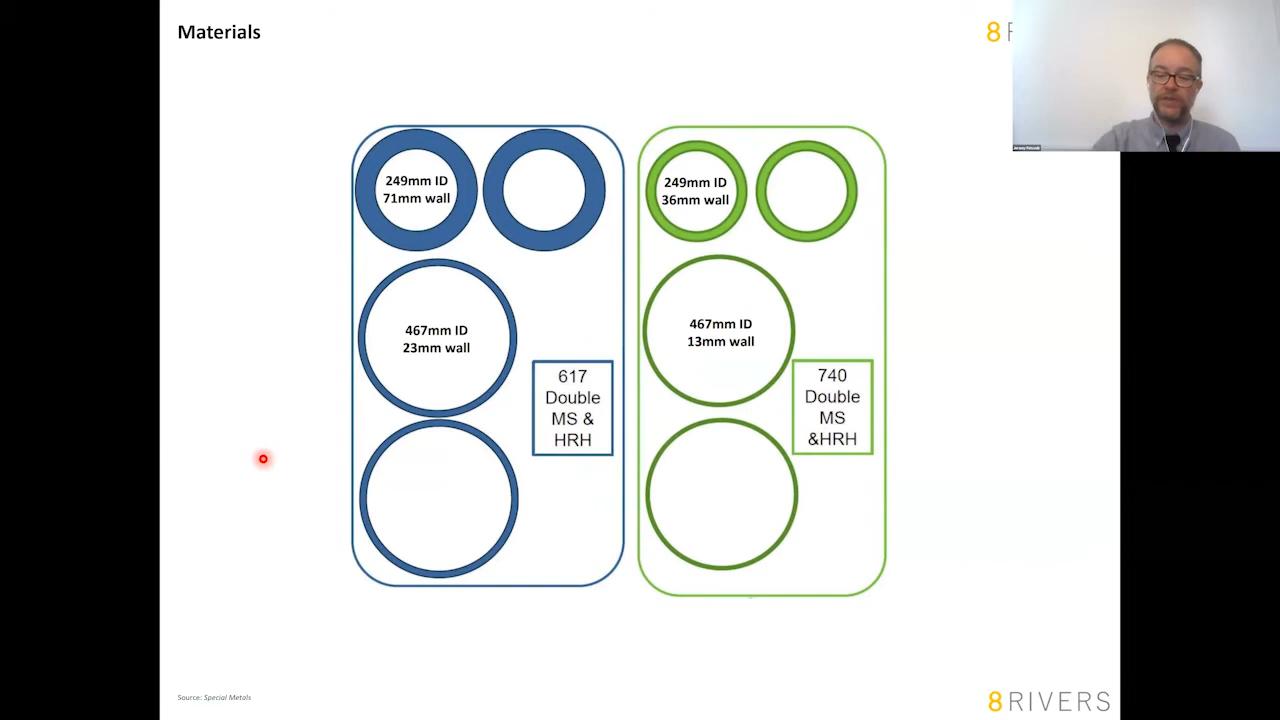 Materials
8
249mm ID
71mm wall
249mm ID
36mm wall
467mm ID
23mm wall
467mm ID
13mm wall
617
Double
MS &
HRH
740
Double
MS
&HRH
Source: Special Metals
8 RIVERS